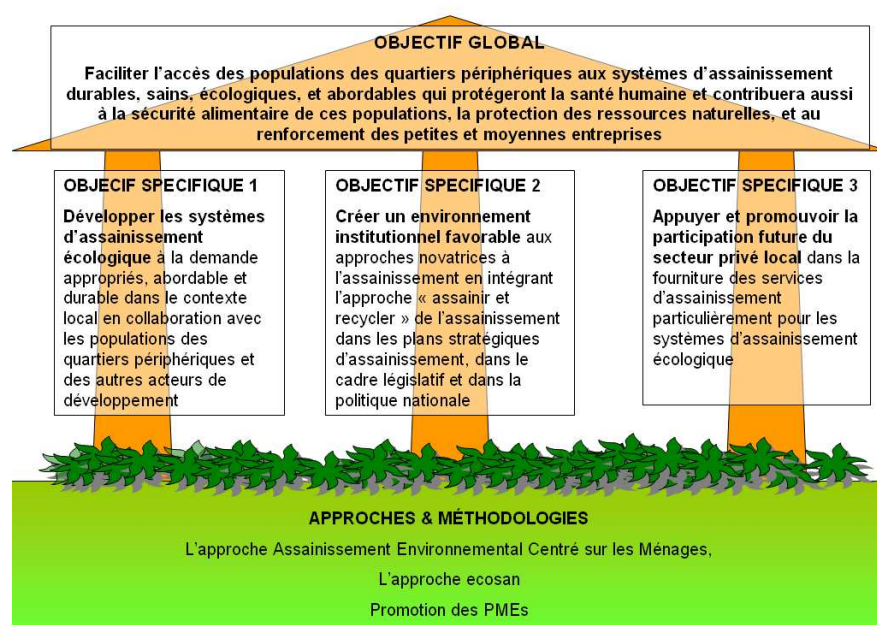 OBJECTIF GLOBAL
Faciliter l'accès des populations des quartiers périphériques aux systèmes d'assainissement
durables, sains, écologiques, et abordables qui protégeront la santé humaine et contribuera aussi
à la sécurité alimentaire de ces populations, la protection des ressources naturelles, et au
renforcement des petites et moyennes entreprises
OBJECIF SPECIFIQUE 1
Développer les systèmes
d'assainissement
écologique à la demande
appropriés, abordable et
durable dans le contexte
local en collaboration avec
les populations des
quartiers périphériques et
des autres acteurs de
développement
OBJECTIF SPECIFIQUE 2
Créer un environnement
institutionnel favorable aux
approches novatrices à
l'assainissement en intégrant
l'approche « assainir et
recycler » de l'assainissement
dans les plans stratégiques
d'assainissement, dans le
cadre législatif et dans la
politique nationale
OBJECTIF SPECIFIQUE 3
Appuyer et promouvoir la
participation future du
secteur privé local dans la
fourniture des services
d'assainissement
particulièrement pour les
systèmes d'assainissement
écologique
APPROCHES & MÉTHODOLOGIES
L'approche Assainissement Environnemental Centré sur les Ménages,
L'approche ecosan
Promotion des PMEs